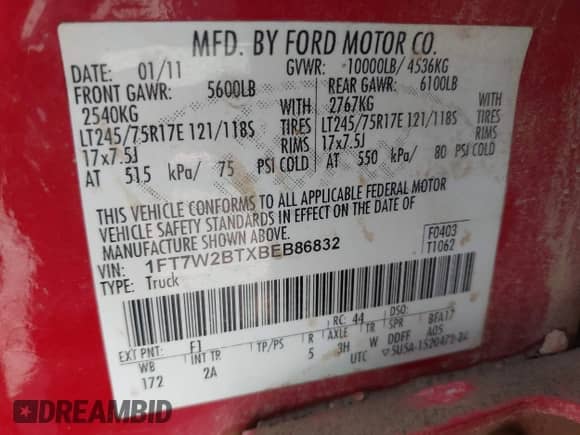 MFD. BY FORD MOTOR CO.
DATE: 01/11 GVWR: 10000LB/ 4536KG
FRONT GAWR: 5600LB REAR GAWR: 6100LB
2540KG WITH 2767KG WITH
LT245/75R17E 121/118S TIRES LT245/75R17E 121/118S TIRES
17x7.5J RIMS 17x7.5J RIMS
AT 515 kPa/ 75 PSI COLD AT 550 kPa/ 80 PSI COLD
THIS VEHICLE CONFORMS TO ALL APPLICABLE FEDERAL MOTOR
VEHICLE SAFETY STANDARDS IN EFFECT ON THE DATE OF
MANUFACTURE SHOWN ABOVE.
VIN: 1FT7W2BTXBEB86832 F0403
TYPE: Truck T1062
EXT PNT: F1 RC: 44 DSO:
WB INT TR TP/PS R AXLE TR SPR BFA17
172 2A 5 3H W DDFF A05
UTC
DREAMBID